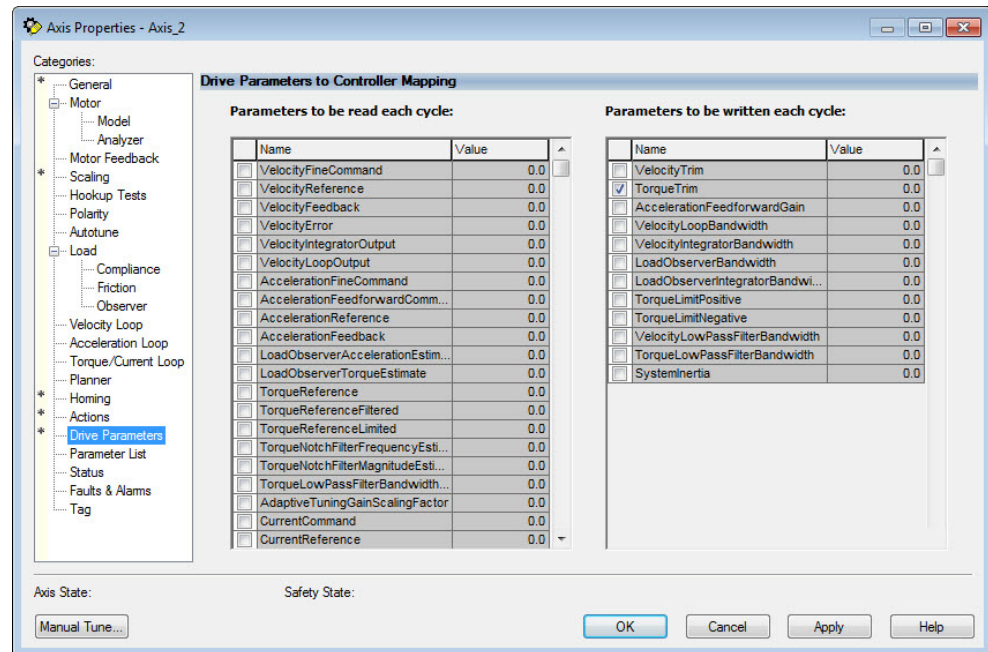 Axis Properties - Axis_2
Categories:
* General
Motor
Model
Analyzer
Motor Feedback
* Scaling
Hookup Tests
Polarity
Autotune
Load
Compliance
Friction
Observer
Velocity Loop
Acceleration Loop
Torque/Current Loop
Planner
* Homing
* Actions
* Drive Parameters
Parameter List
Status
Faults & Alarms
Tag
Drive Parameters to Controller Mapping
Parameters to be read each cycle:
Name Value
VelocityFineCommand 0.0
VelocityReference 0.0
VelocityFeedback 0.0
VelocityError 0.0
VelocityIntegratorOutput 0.0
VelocityLoopOutput 0.0
AccelerationFineCommand 0.0
AccelerationFeedforwardComm... 0.0
AccelerationReference 0.0
AccelerationFeedback 0.0
LoadObserverAccelerationEstim... 0.0
LoadObserverTorqueEstimate 0.0
TorqueReference 0.0
TorqueReferenceFiltered 0.0
TorqueReferenceLimited 0.0
TorqueNotchFilterFrequencyEsti... 0.0
TorqueNotchFilterMagnitudeEsti... 0.0
TorqueLowPassFilterBandwidth... 0.0
AdaptiveTuningGainScalingFactor 0.0
CurrentCommand 0.0
CurrentReference 0.0
Parameters to be written each cycle:
Name Value
VelocityTrim 0.0
TorqueTrim 0.0
AccelerationFeedforwardGain 0.0
VelocityLoopBandwidth 0.0
VelocityIntegratorBandwidth 0.0
LoadObserverBandwidth 0.0
LoadObserverIntegratorBandwi... 0.0
TorqueLimitPositive 0.0
TorqueLimitNegative 0.0
VelocityLowPassFilterBandwidth 0.0
TorqueLowPassFilterBandwidth 0.0
SystemInertia 0.0
Axis State: Safety State:
Manual Tune... OK Cancel Apply Help